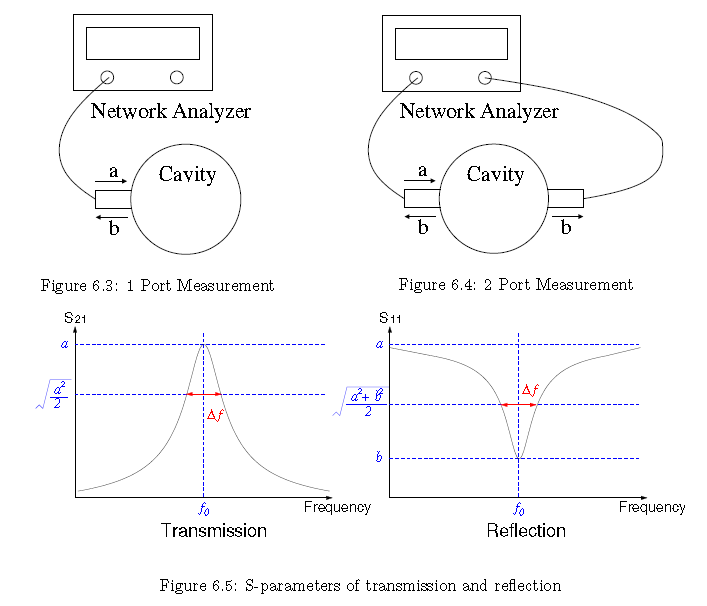 Network Analyzer
a
Cavity
b
Figure 6.3: 1 Port Measurement
Network Analyzer
a
Cavity
b
b
Figure 6.4: 2 Port Measurement
S21
a
√a²/2
Δf
f0
Frequency
Transmission
S11
a
√a²+b²/2
Δf
b
f0
Frequency
Reflection
Figure 6.5: S-parameters of transmission and reflection